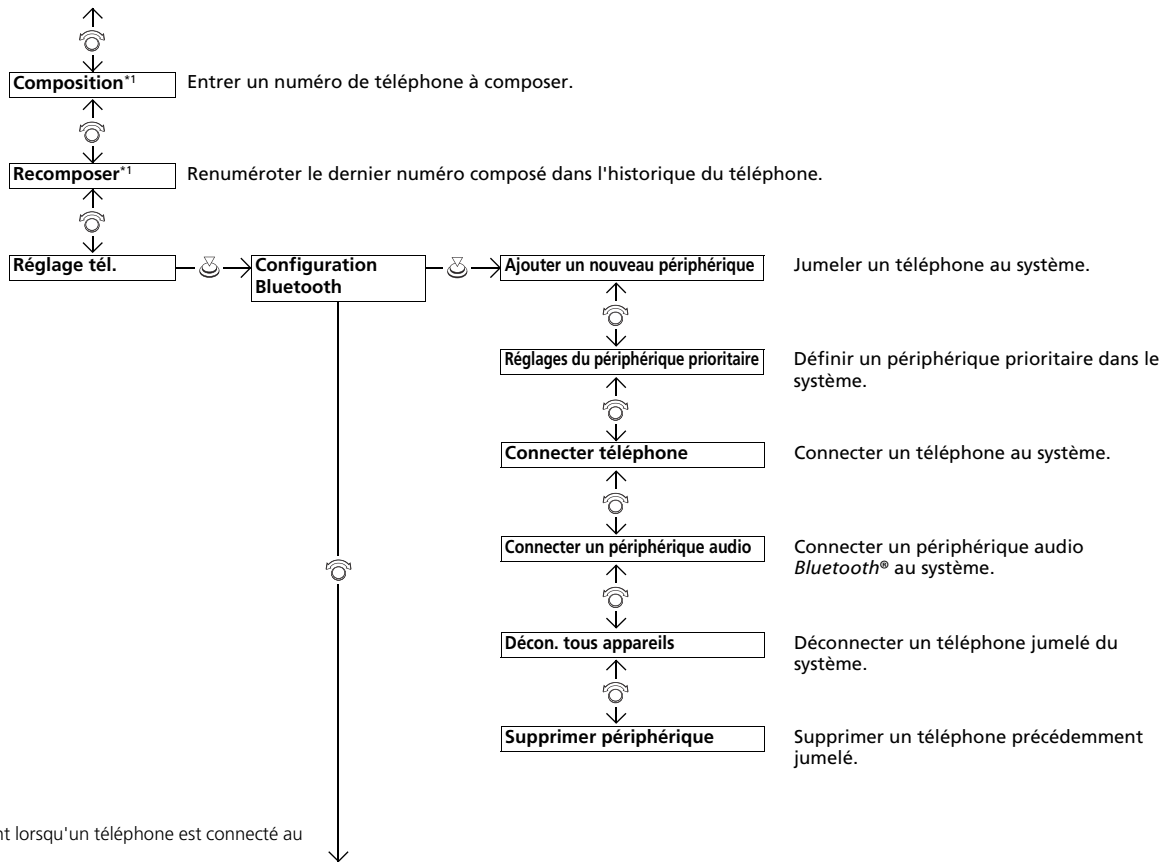 Composition*1 Entrer un numéro de téléphone à composer.
Recomposer*1 Renuméroter le dernier numéro composé dans l'historique du téléphone.
Réglage tél.
Configuration
Bluetooth
Ajouter un nouveau périphérique Jumeler un téléphone au système.
Réglages du périphérique prioritaire Définir un périphérique prioritaire dans le
système.
Connecter téléphone Connecter un téléphone au système.
Connecter un périphérique audio Connecter un périphérique audio
Bluetooth® au système.
Décon. tous appareils Déconnecter un téléphone jumelé du
système.
Supprimer périphérique Supprimer un téléphone précédemment
jumelé.
lorsqu'un téléphone est connecté au